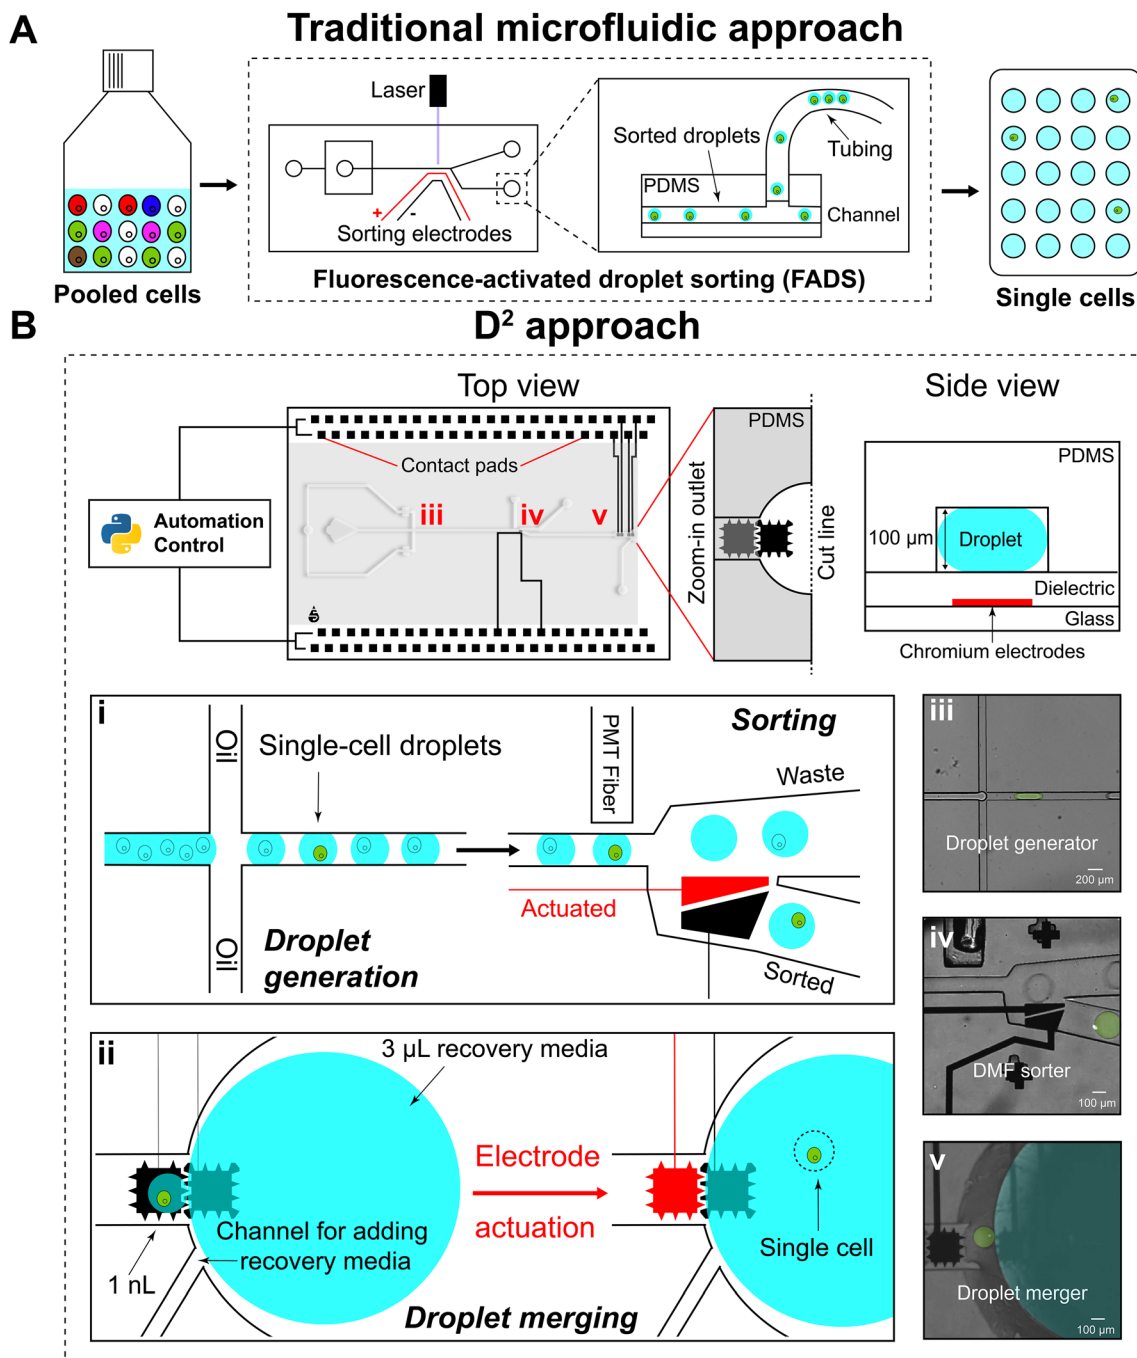 A
Traditional microfluidic approach
Laser
+
-
Sorting electrodes
Sorted droplets
Tubing
PDMS
Channel
Pooled cells
Fluorescence-activated droplet sorting (FADS)
Single cells
B
D² approach
Top view
Side view
Contact pads
Automation
Control
iii
iv
v
Zoom-in outlet
PDMS
Cut line
PDMS
100 µm
Droplet
Dielectric
Glass
Chromium electrodes
i
Oil
Oil
Single-cell droplets
Droplet
generation
PMT Fiber
Sorting
Waste
Actuated
Sorted
iii
Droplet generator
200 µm
iv
DMF sorter
100 µm
ii
3 µL recovery media
Channel for adding
recovery media
1 nL
Electrode
actuation
Single cell
Droplet merging
v
Droplet merger
100 µm